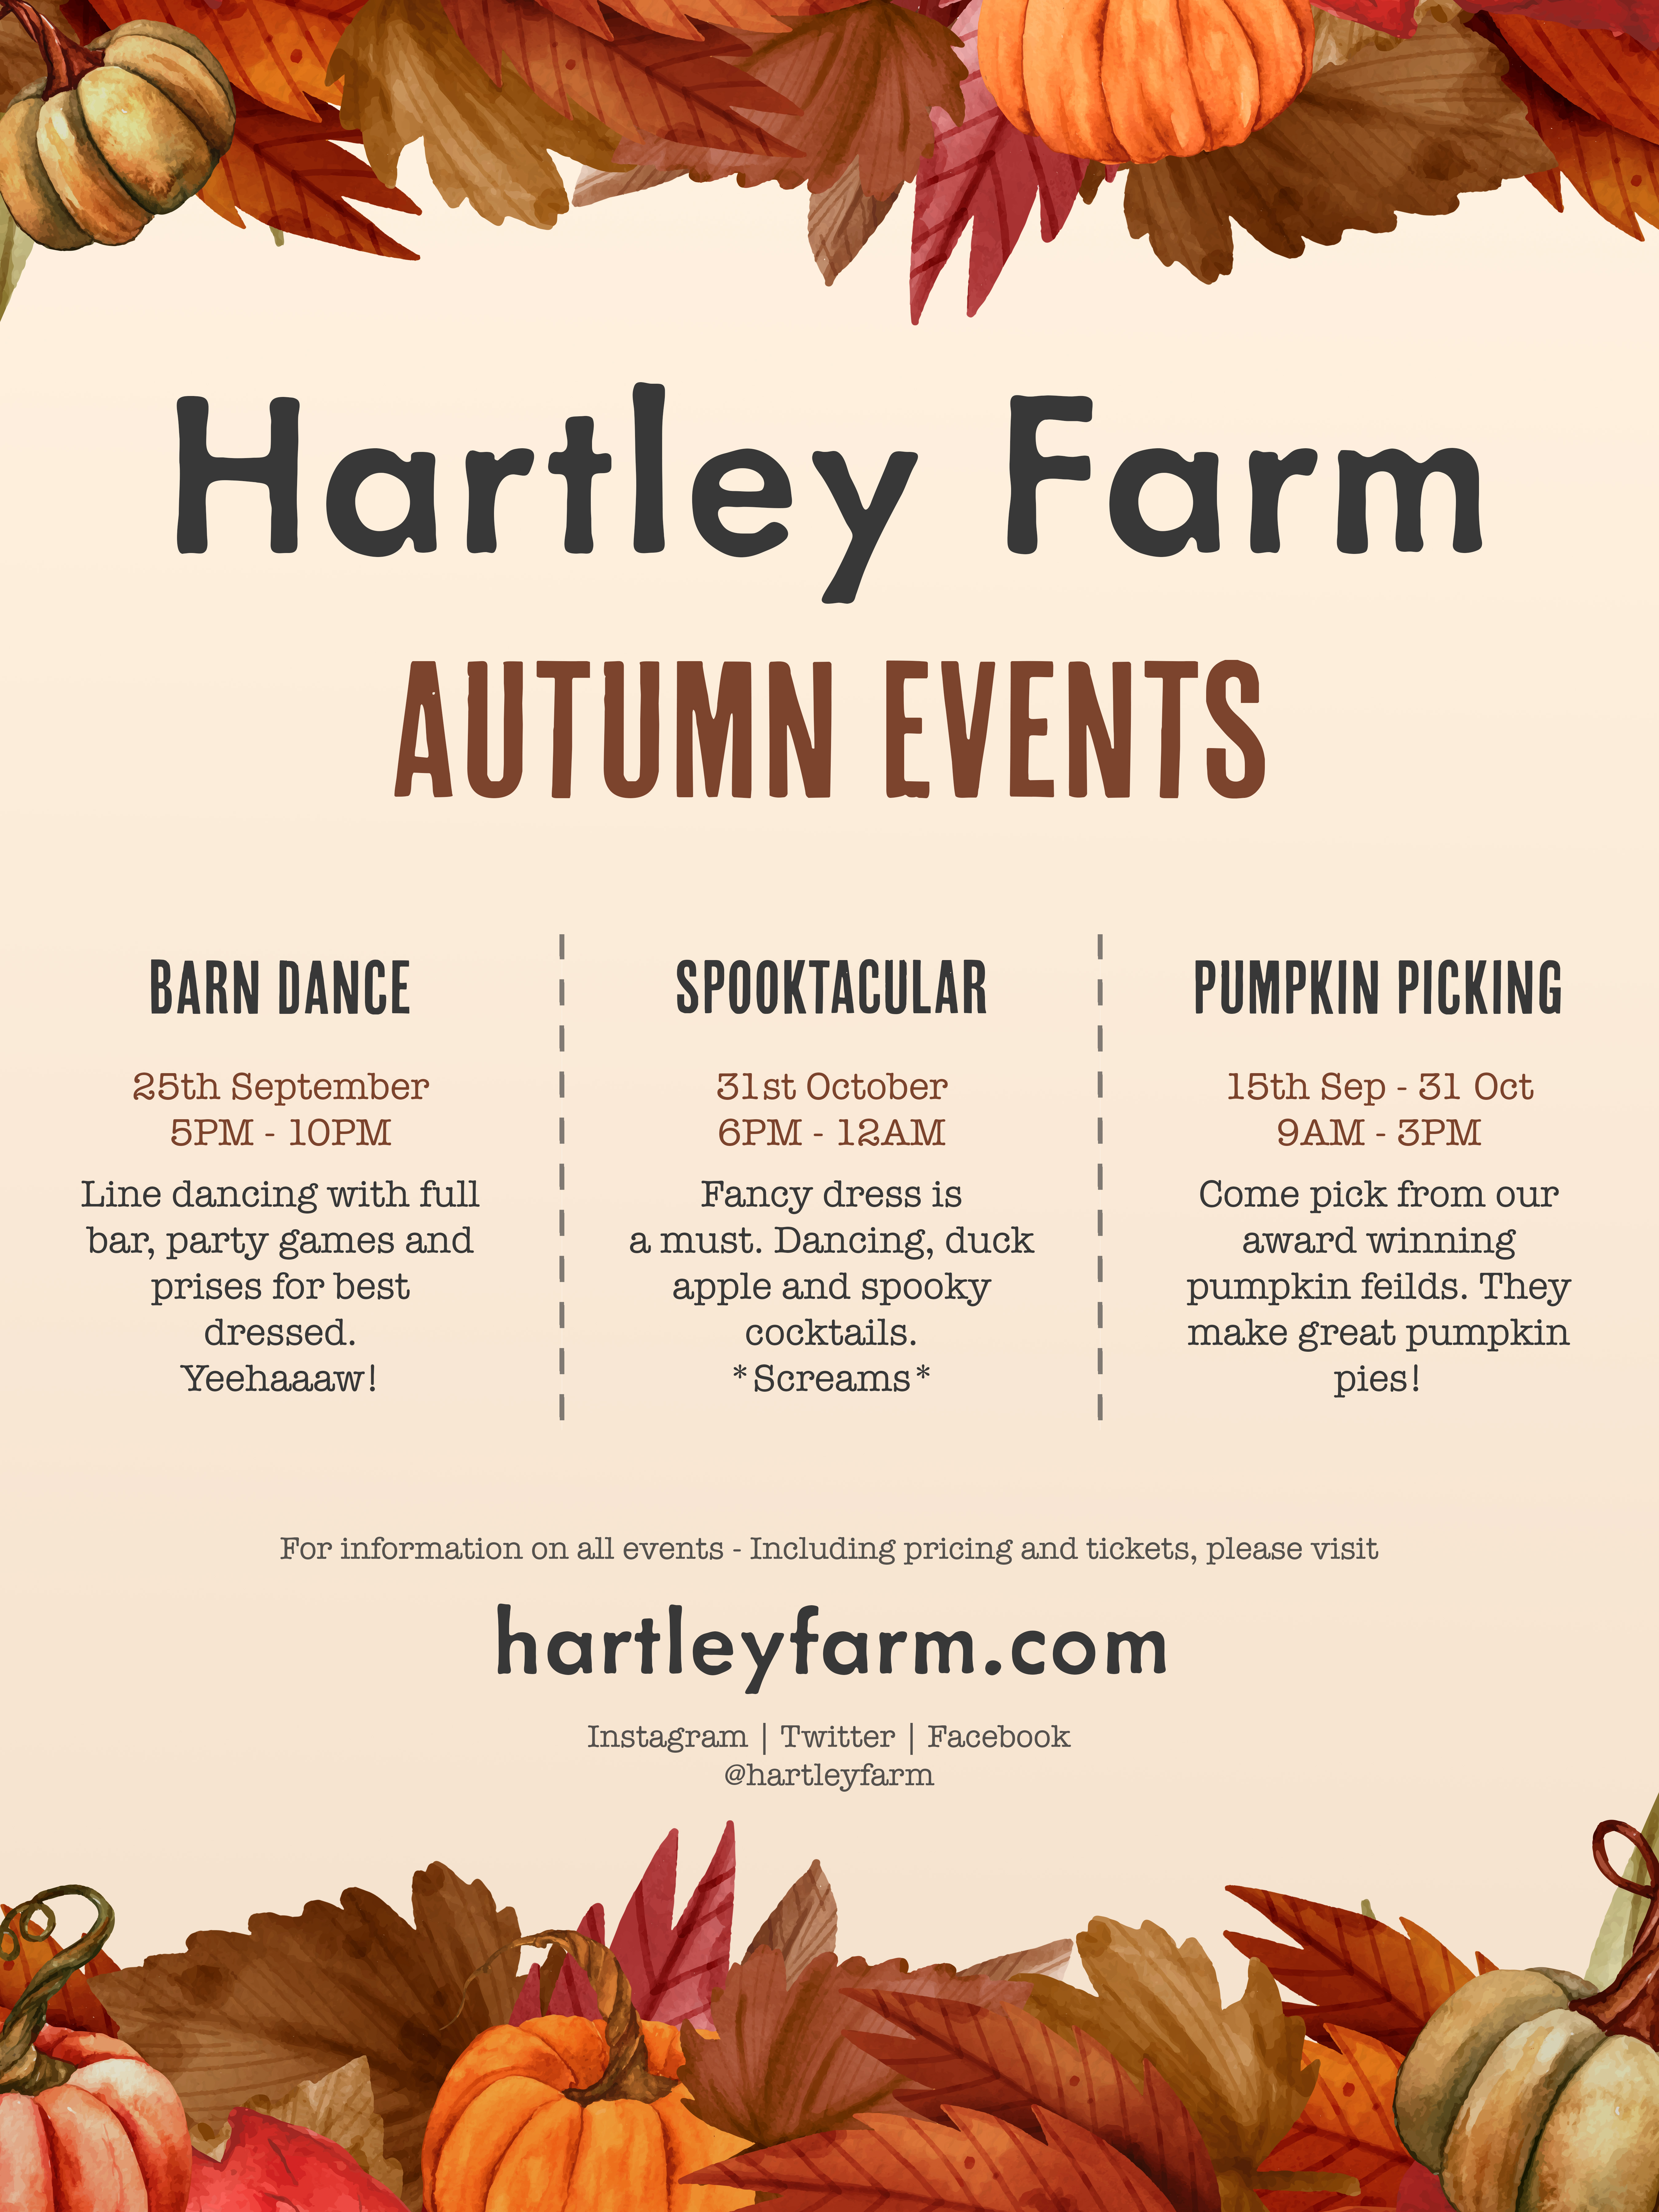 Hartley Farm
AUTUMN EVENTS
BARN DANCE
25th September
5PM - 10PM
Line dancing with full
bar, party games and
prises for best
dressed.
Yeehaaaw!
SPOOKTACULAR
31st October
6PM - 12AM
Fancy dress is
a must. Dancing, duck
apple and spooky
cocktails.
*Screams*
PUMPKIN PICKING
15th Sep - 31 Oct
9AM - 3PM
Come pick from our
award winning
pumpkin feilds. They
make great pumpkin
pies!
For information on all events - Including pricing and tickets, please visit
hartleyfarm.com
Instagram | Twitter | Facebook
@hartleyfarm